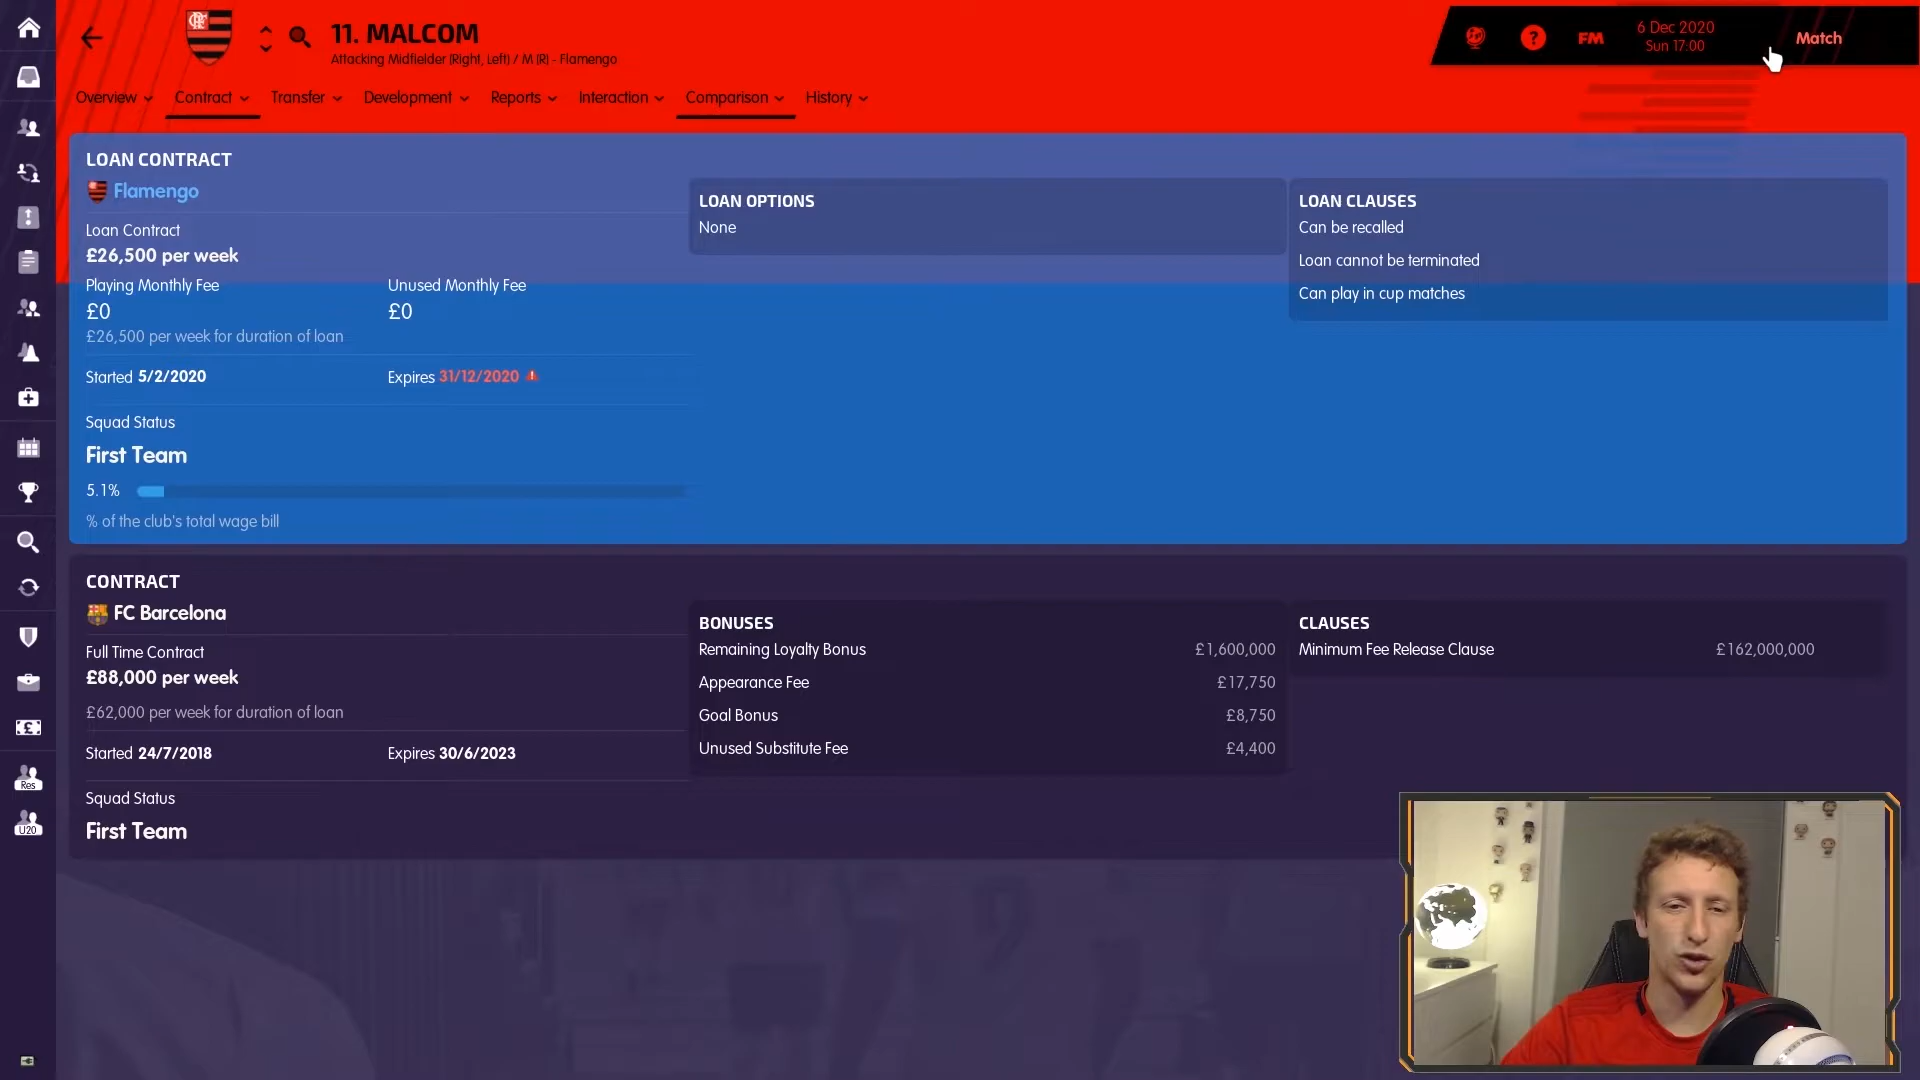 11. MALCOM
Attacking Midfielder (Right, Left) / M (R) - Flamengo
FM
6 Dec 2020
Sun 17:00
Match
Overview
Contract
Transfer
Development
Reports
Interaction
Comparison
History
LOAN CONTRACT
Flamengo
Loan Contract
£26,500 per week
Playing Monthly Fee
Unused Monthly Fee
£0
£0
£26,500 per week for duration of loan
Started 5/2/2020
Expires 31/12/2020
Squad Status
First Team
5.1%
% of the club's total wage bill
LOAN OPTIONS
None
LOAN CLAUSES
Can be recalled
Loan cannot be terminated
Can play in cup matches
CONTRACT
FC Barcelona
Full Time Contract
£88,000 per week
£62,000 per week for duration of loan
Started 24/7/2018
Expires 30/6/2023
Squad Status
First Team
BONUSES
Remaining Loyalty Bonus £1,600,000
Appearance Fee £17,750
Goal Bonus £8,750
Unused Substitute Fee £4,400
CLAUSES
Minimum Fee Release Clause £162,000,000
Res
U20